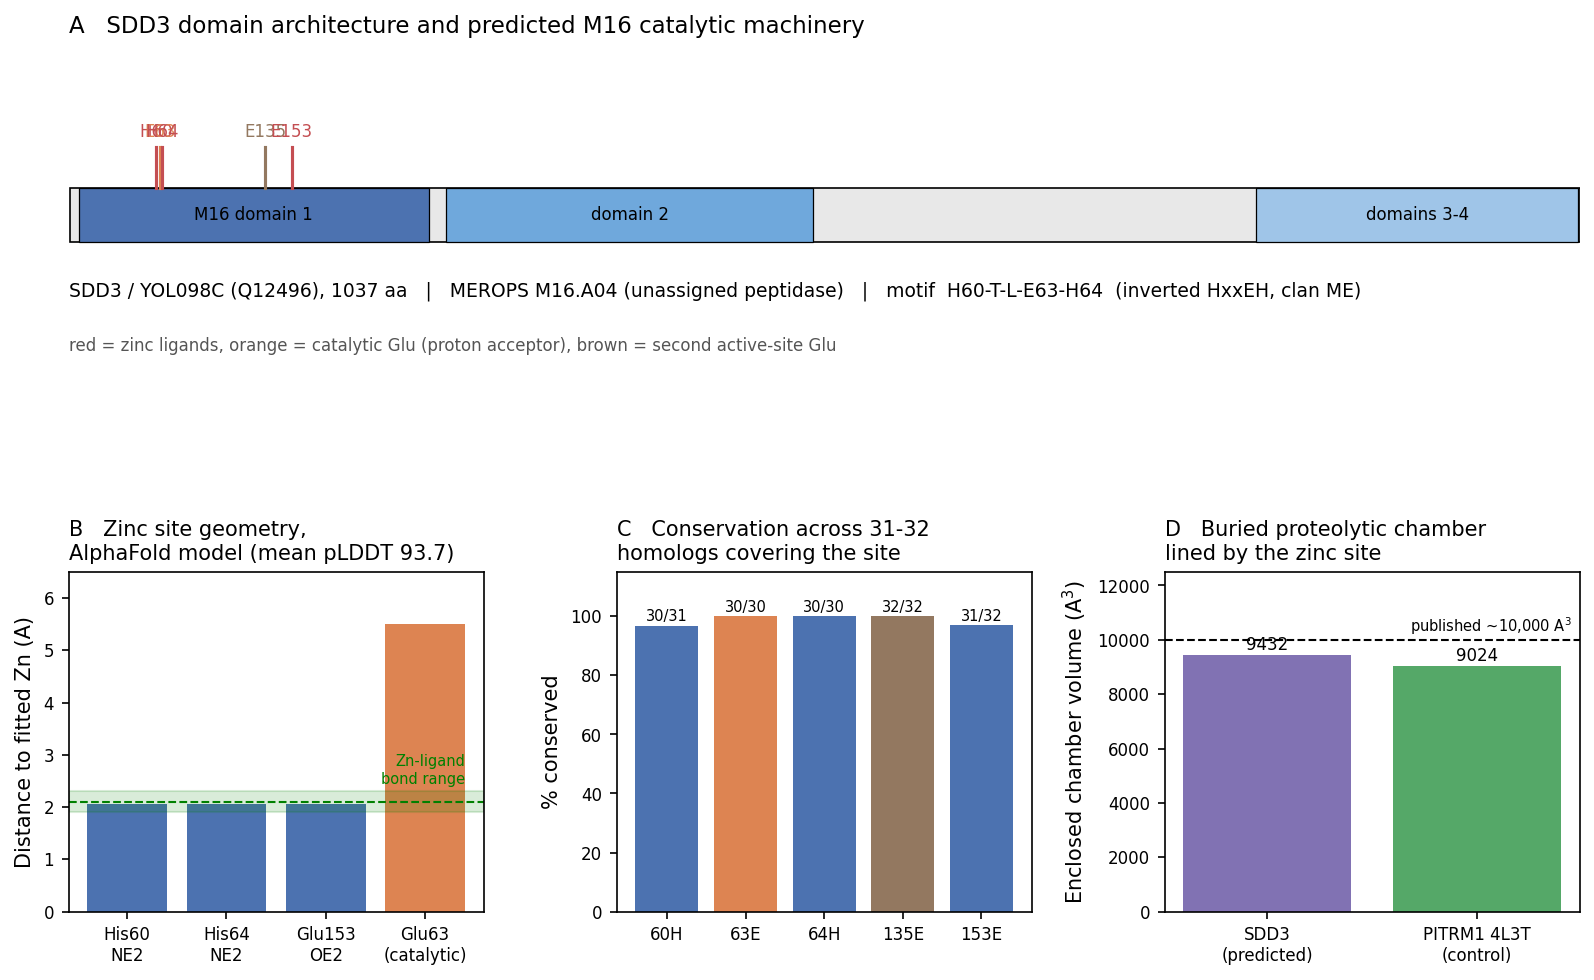 A   SDD3 domain architecture and predicted M16 catalytic machinery
H64
E135
E153
M16 domain 1
domain 2
domains 3-4
SDD3 / YOL098C (Q12496), 1037 aa   |   MEROPS M16.A04 (unassigned peptidase)   |   motif  H60-T-L-E63-H64  (inverted HxxEH, clan ME)
red = zinc ligands, orange = catalytic Glu (proton acceptor), brown = second active-site Glu
B   Zinc site geometry,
AlphaFold model (mean pLDDT 93.7)
Distance to fitted Zn (A)
6
5
4
3
2
1
0
Zn-ligand
bond range
His60
NE2
His64
NE2
Glu153
OE2
Glu63
(catalytic)
C   Conservation across 31-32
homologs covering the site
% conserved
100
80
60
40
20
0
30/31
30/30
30/30
32/32
31/32
60H
63E
64H
135E
153E
D   Buried proteolytic chamber
lined by the zinc site
Enclosed chamber volume (A³)
12000
10000
8000
6000
4000
2000
0
published ~10,000 A³
9432
9024
SDD3
(predicted)
PITRM1 4L3T
(control)